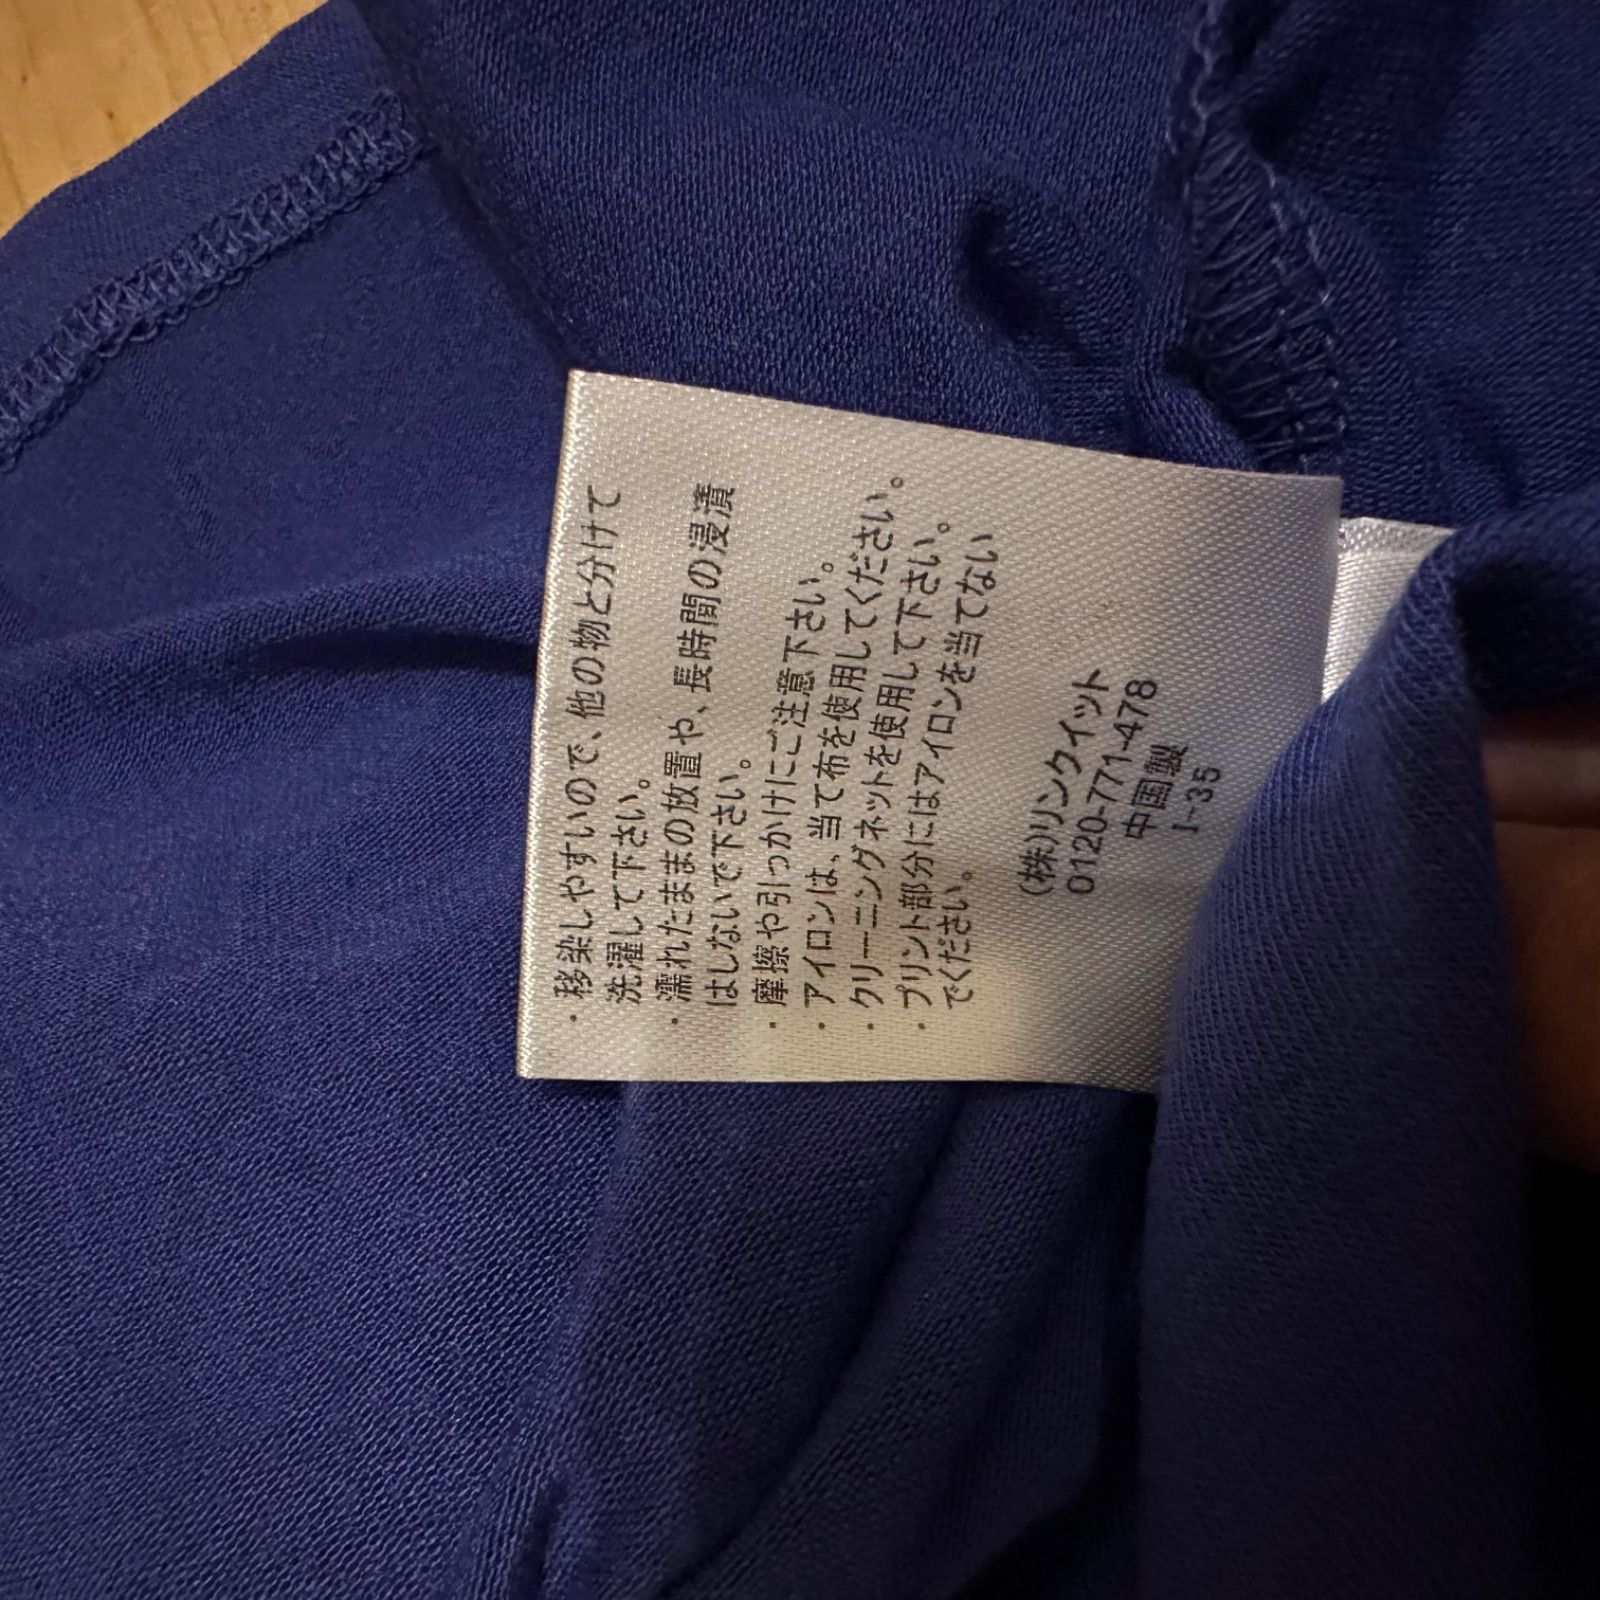 ・移染しやすいので、他の物と分けて
洗濯して下さい。
・濡れたままの放置や、長時間の浸漬
はしないで下さい。
・摩擦や引っかけにご注意下さい。
・アイロンは、当て布を使用してください。
・クリーニングネットを使用して下さい。
・プリント部分にはアイロンを当てない
でください。
(株)リンクイット
0120-771-478
中国製
I-35